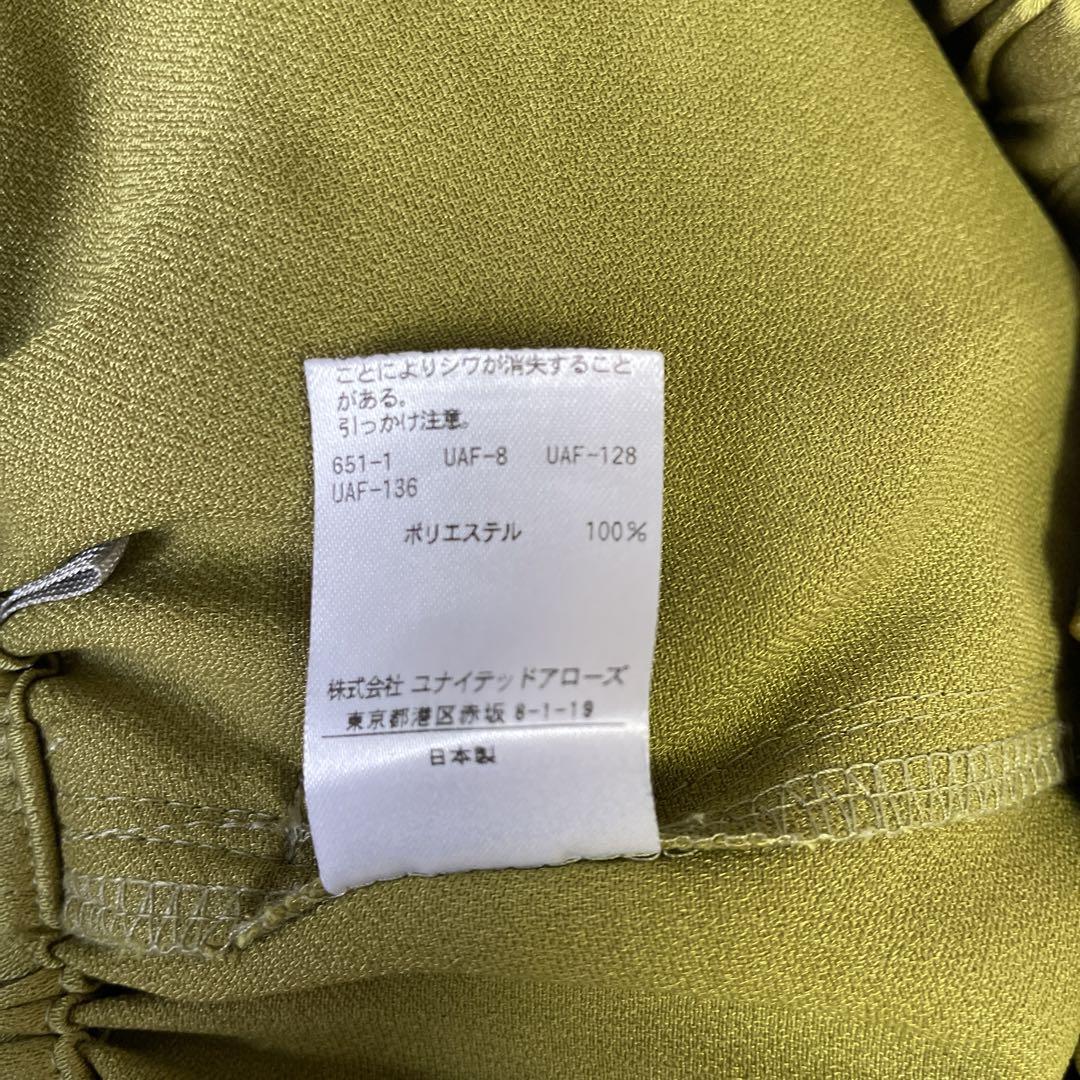 ことによりシワが消失すること
がある。
引っかけ注意。
651-1 UAF-8 UAF-128
UAF-136
ポリエステル 100%
株式会社 ユナイテッドアローズ
東京都港区赤坂 8-1-19
日本製